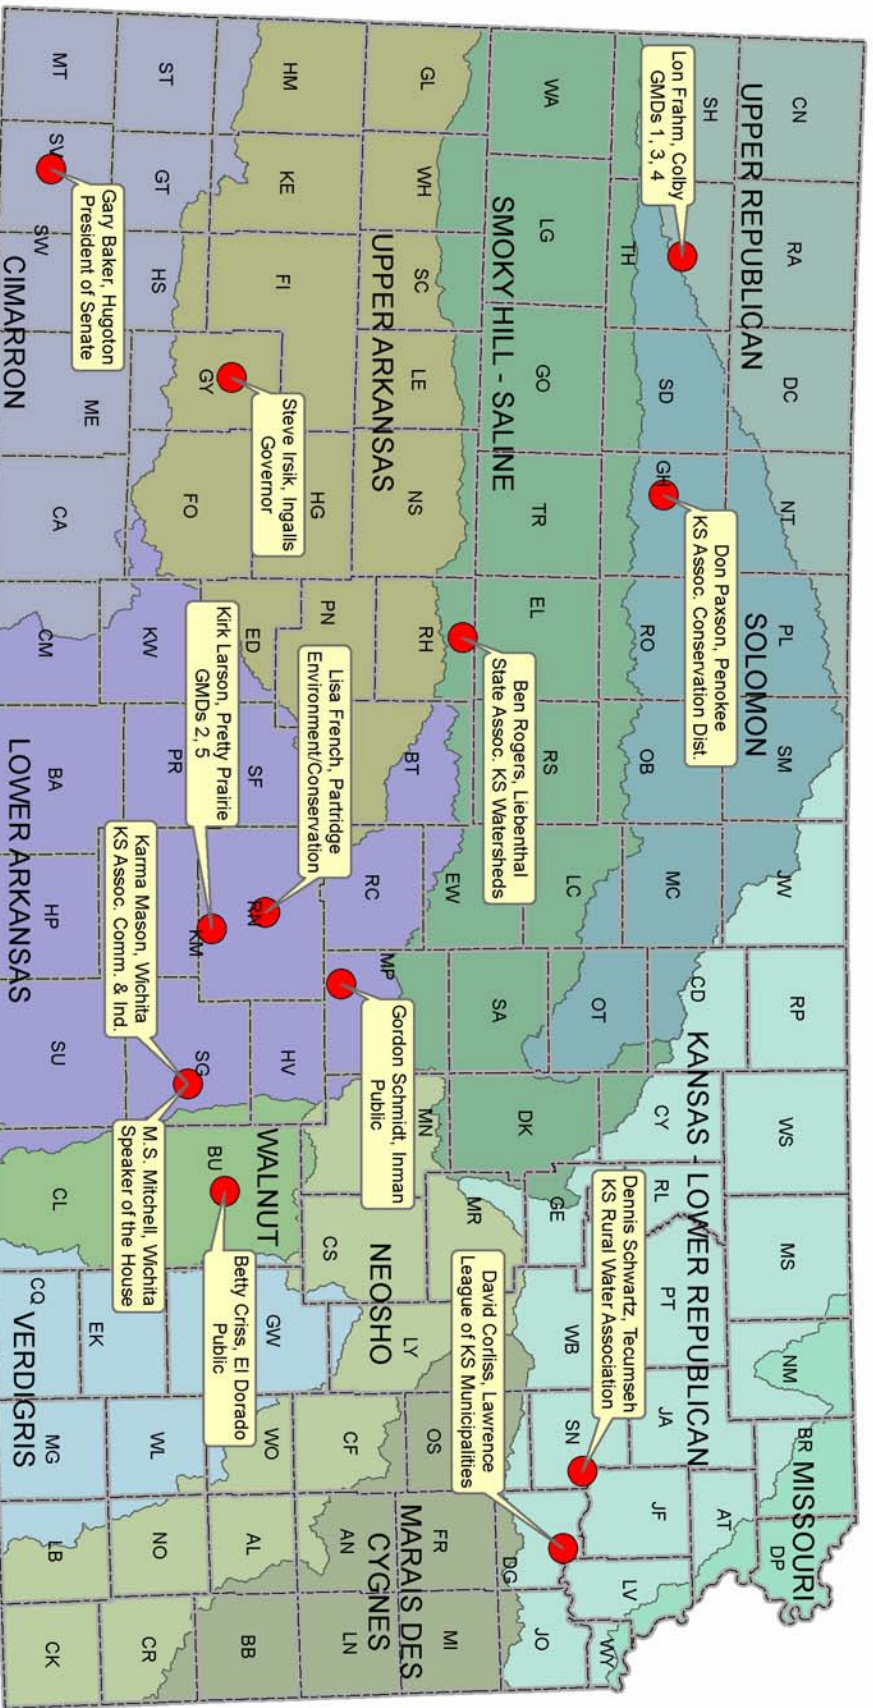 CN
RA
DC
NT
PL
SM
JW
RP
WS
MS
NM
BR
DP
UPPER REPUBLICAN
SOLOMON
KANSAS - LOWER REPUBLICAN
MISSOURI
SH
TH
SD
GH
RO
OB
MC
CD
CY
RL
PT
JA
JF
AT
LV
WY
Lon Frahm, Colby
GMDs 1, 3, 4
Don Paxson, Penokee
KS Assoc. Conservation Dist.
Dennis Schwartz, Tecumseh
KS Rural Water Association
WA
LG
GO
TR
EL
RS
LC
OT
SA
DK
GE
WB
SN
DG
JO
SMOKY HILL - SALINE
Ben Rogers, Liebenthal
State Assoc. KS Watersheds
David Corliss, Lawrence
League of KS Municipalities
GL
WH
SC
LE
NS
RH
BT
EW
RC
MP
MN
MR
LY
OS
FR
MI
UPPER ARKANSAS
Gordon Schmidt, Inman
Public
NEOSHO
MARAIS DES
CYGNES
HM
KE
FI
HG
PN
CS
CF
AN
LN
GY
FO
ED
SF
RN
HV
GW
WO
AL
BB
Steve Irsik, Ingalls
Governor
Lisa French, Partridge
Environment/Conservation
Kirk Larson, Pretty Prairie
GMDs 2, 5
WALNUT
Betty Criss, El Dorado
Public
ST
GT
HS
KW
PR
KM
SG
BU
EK
WL
NO
CR
Gary Baker, Hugoton
President of Senate
Karma Mason, Wichita
KS Assoc. Comm. & Ind.
M.S. Mitchell, Wichita
Speaker of the House
MT
SV
SW
ME
CA
CM
BA
HP
SU
CL
CQ
MG
LB
CK
CIMARRON
LOWER ARKANSAS
VERDIGRIS